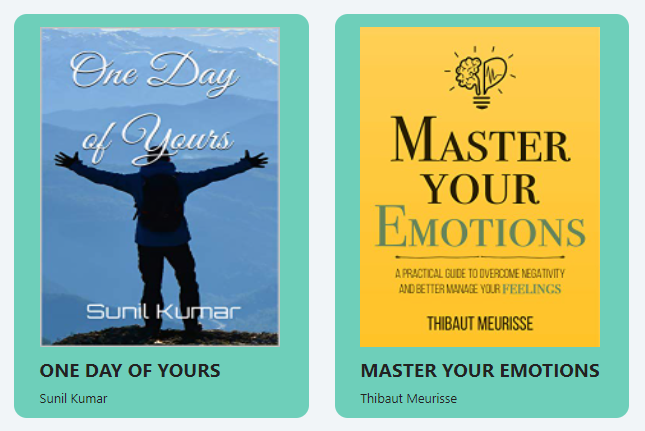 One Day
of Yours
Sunil Kumar
ONE DAY OF YOURS
Sunil Kumar
MASTER
YOUR
EMOTIONS
A PRACTICAL GUIDE TO OVERCOME NEGATIVITY
AND BETTER MANAGE YOUR FEELINGS
THIBAUT MEURISSE
MASTER YOUR EMOTIONS
Thibaut Meurisse